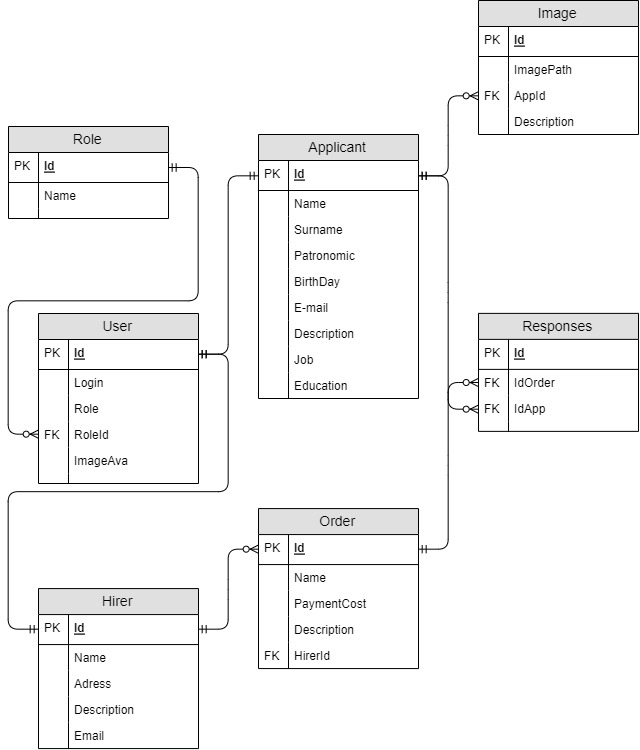 Image
PK Id
ImagePath
FK AppId
Description
Role
PK Id
Name
Applicant
PK Id
Name
Surname
Patronomic
BirthDay
E-mail
Description
Job
Education
User
PK Id
Login
Role
FK RoleId
ImageAva
Responses
PK Id
FK IdOrder
FK IdApp
Order
PK Id
Name
PaymentCost
Description
FK HirerId
Hirer
PK Id
Name
Adress
Description
Email